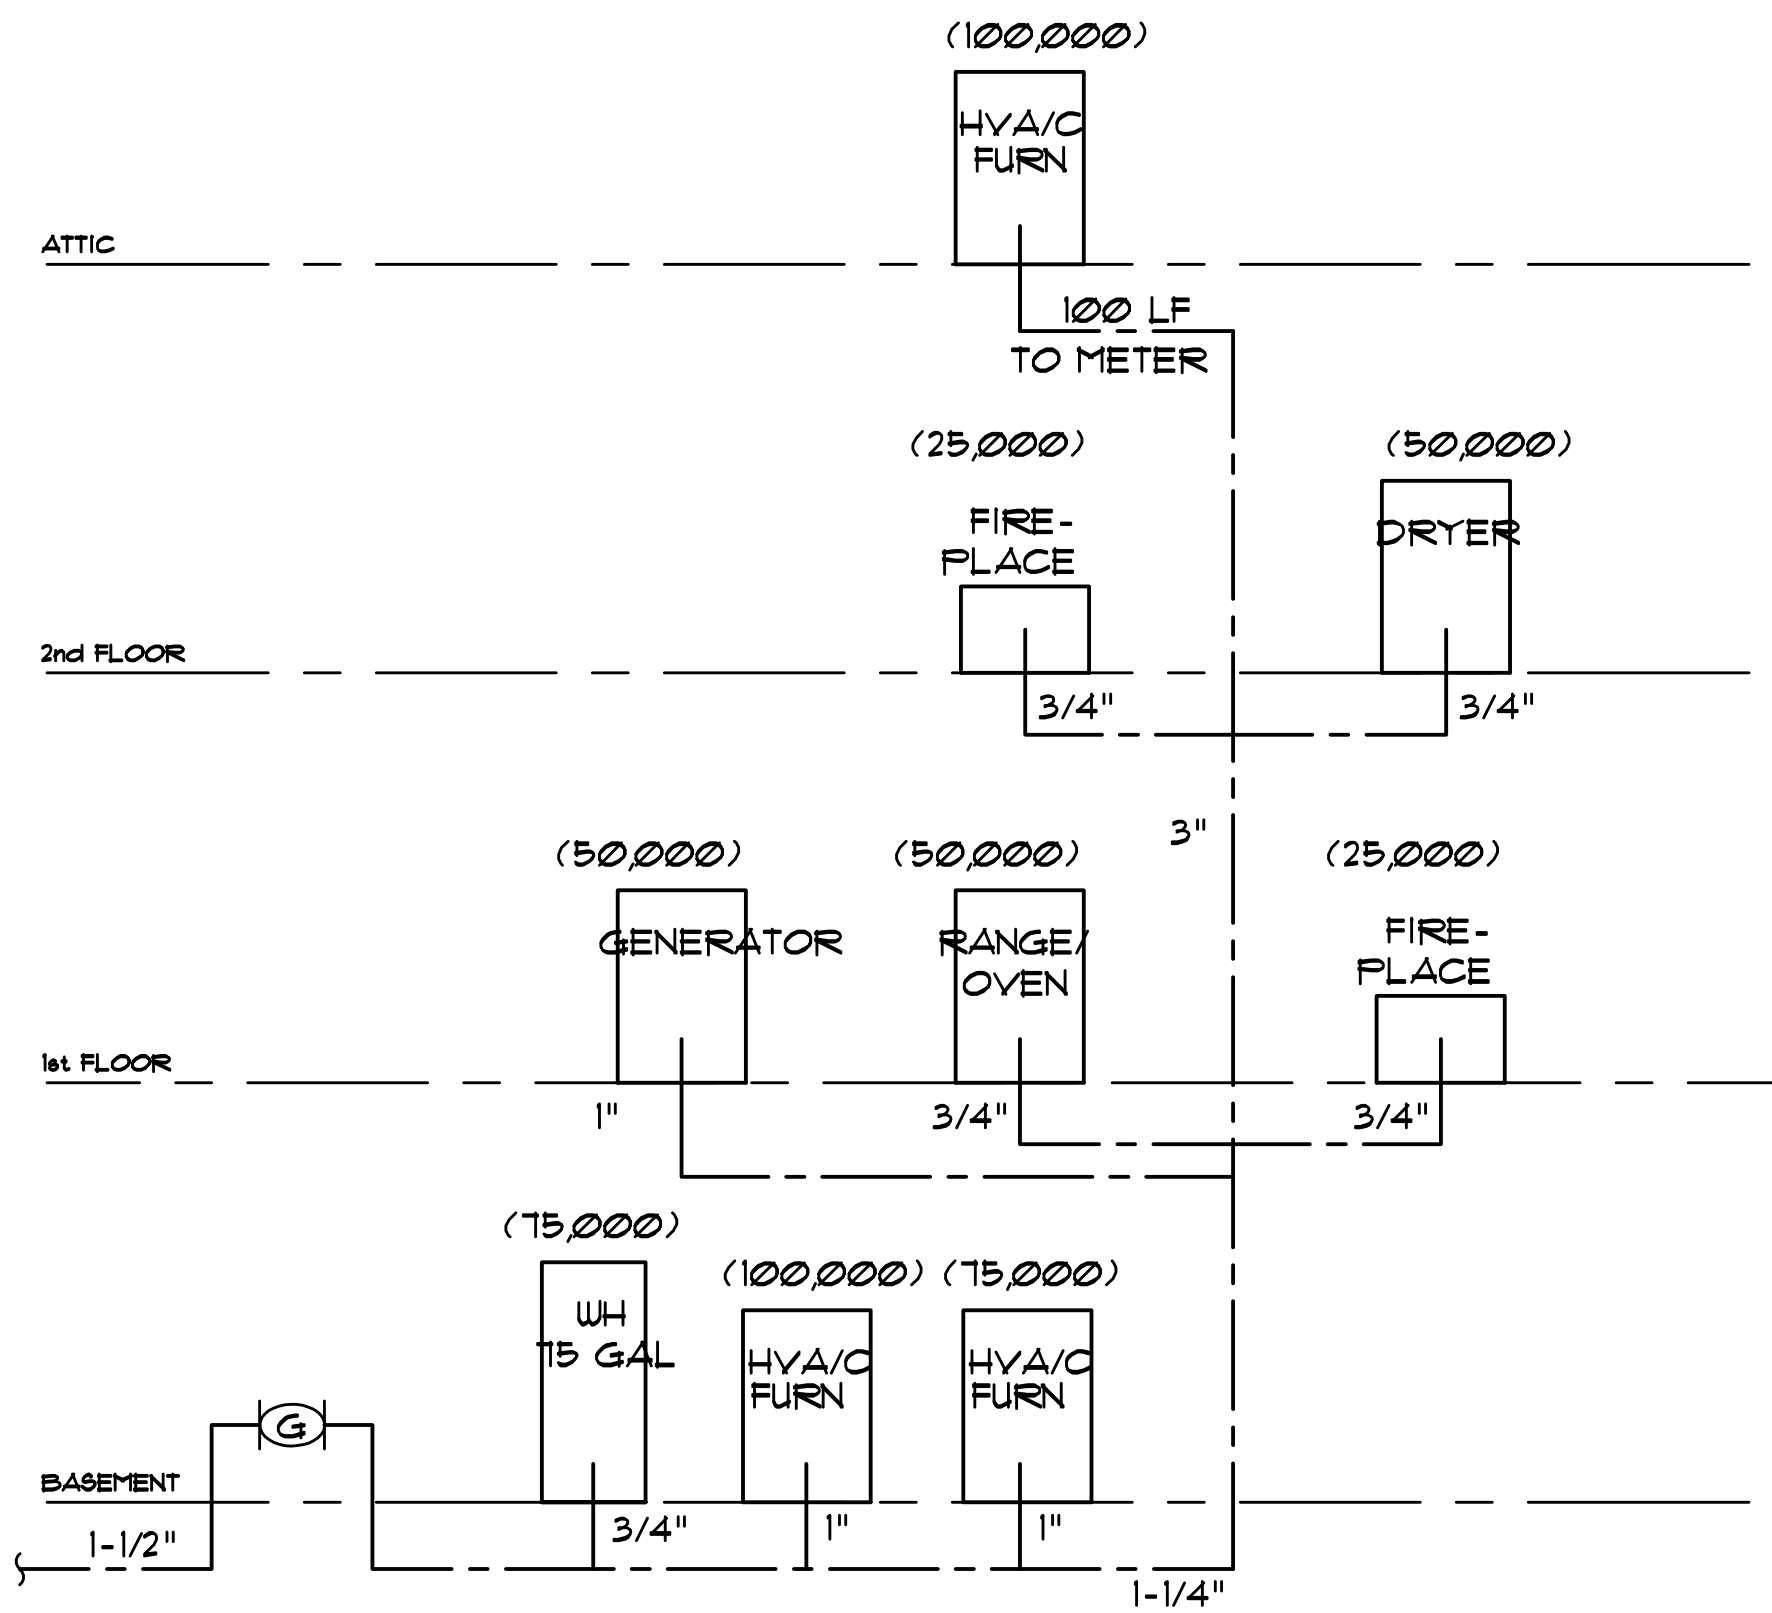 (100,000)
HVA/C
FURN
ATTIC
100 LF
TO METER
(25,000)
(50,000)
FIRE-
PLACE
DRYER
2nd FLOOR
3/4"
3/4"
3"
(50,000)
(50,000)
(25,000)
GENERATOR
RANGE/
OVEN
FIRE-
PLACE
1st FLOOR
1"
3/4"
3/4"
(75,000)
WH
75 GAL
(100,000)
HVA/C
FURN
(75,000)
HVA/C
FURN
G
BASEMENT
1-1/2"
3/4"
1"
1"
1-1/4"